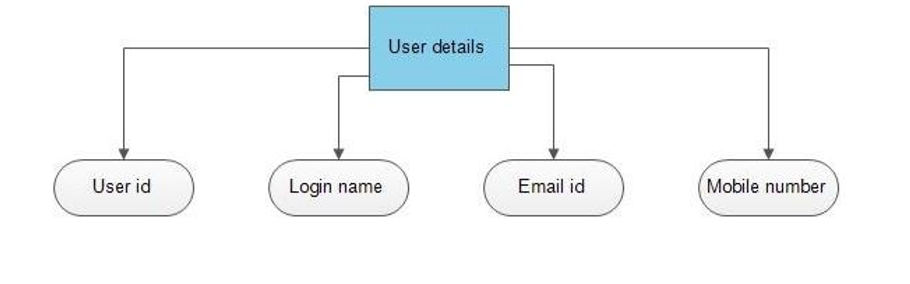 User details
User id
Login name
Email id
Mobile number